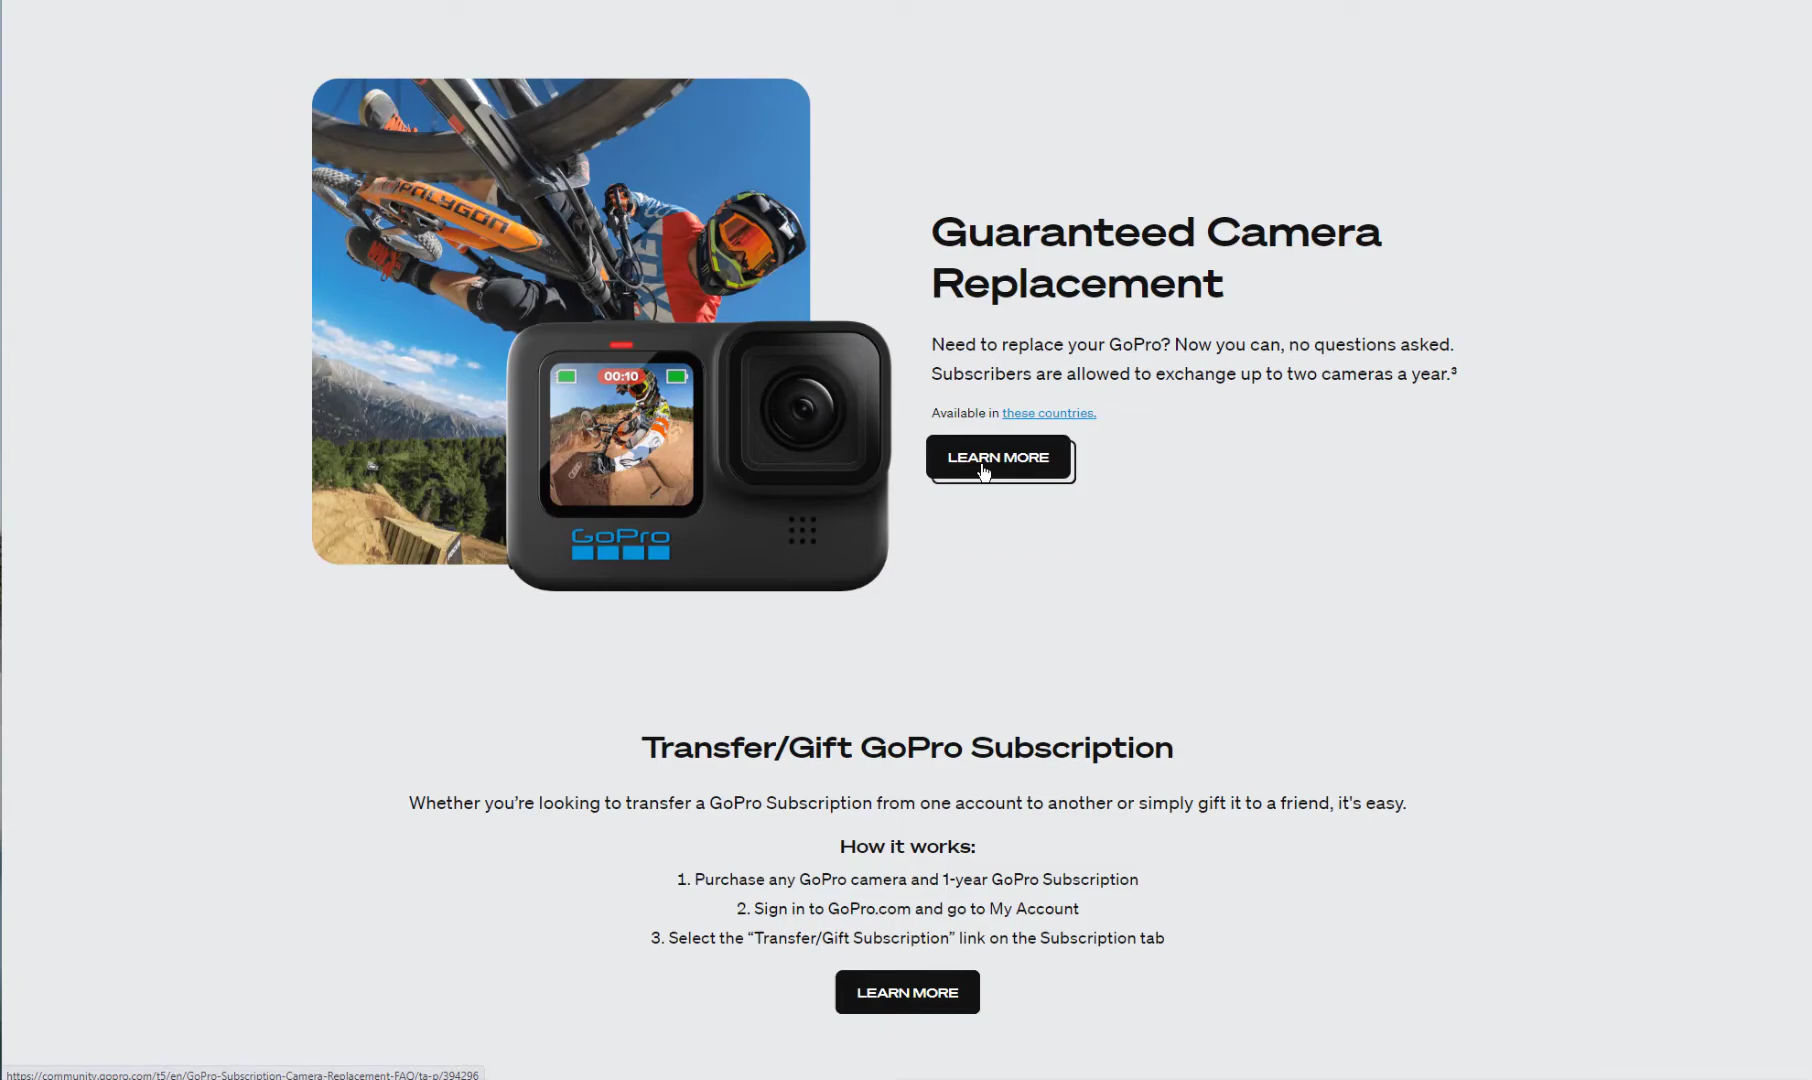 POLYGON
00:10
GoPro
Guaranteed Camera
Replacement
Need to replace your GoPro? Now you can, no questions asked.
Subscribers are allowed to exchange up to two cameras a year.³
Available in these countries.
LEARN MORE
Transfer/Gift GoPro Subscription
Whether you’re looking to transfer a GoPro Subscription from one account to another or simply gift it to a friend, it's easy.
How it works:
1. Purchase any GoPro camera and 1-year GoPro Subscription
2. Sign in to GoPro.com and go to My Account
3. Select the “Transfer/Gift Subscription” link on the Subscription tab
LEARN MORE
https://community.gopro.com/t5/en/GoPro-Subscription-Camera-Replacement-FAQ/ta-p/394296